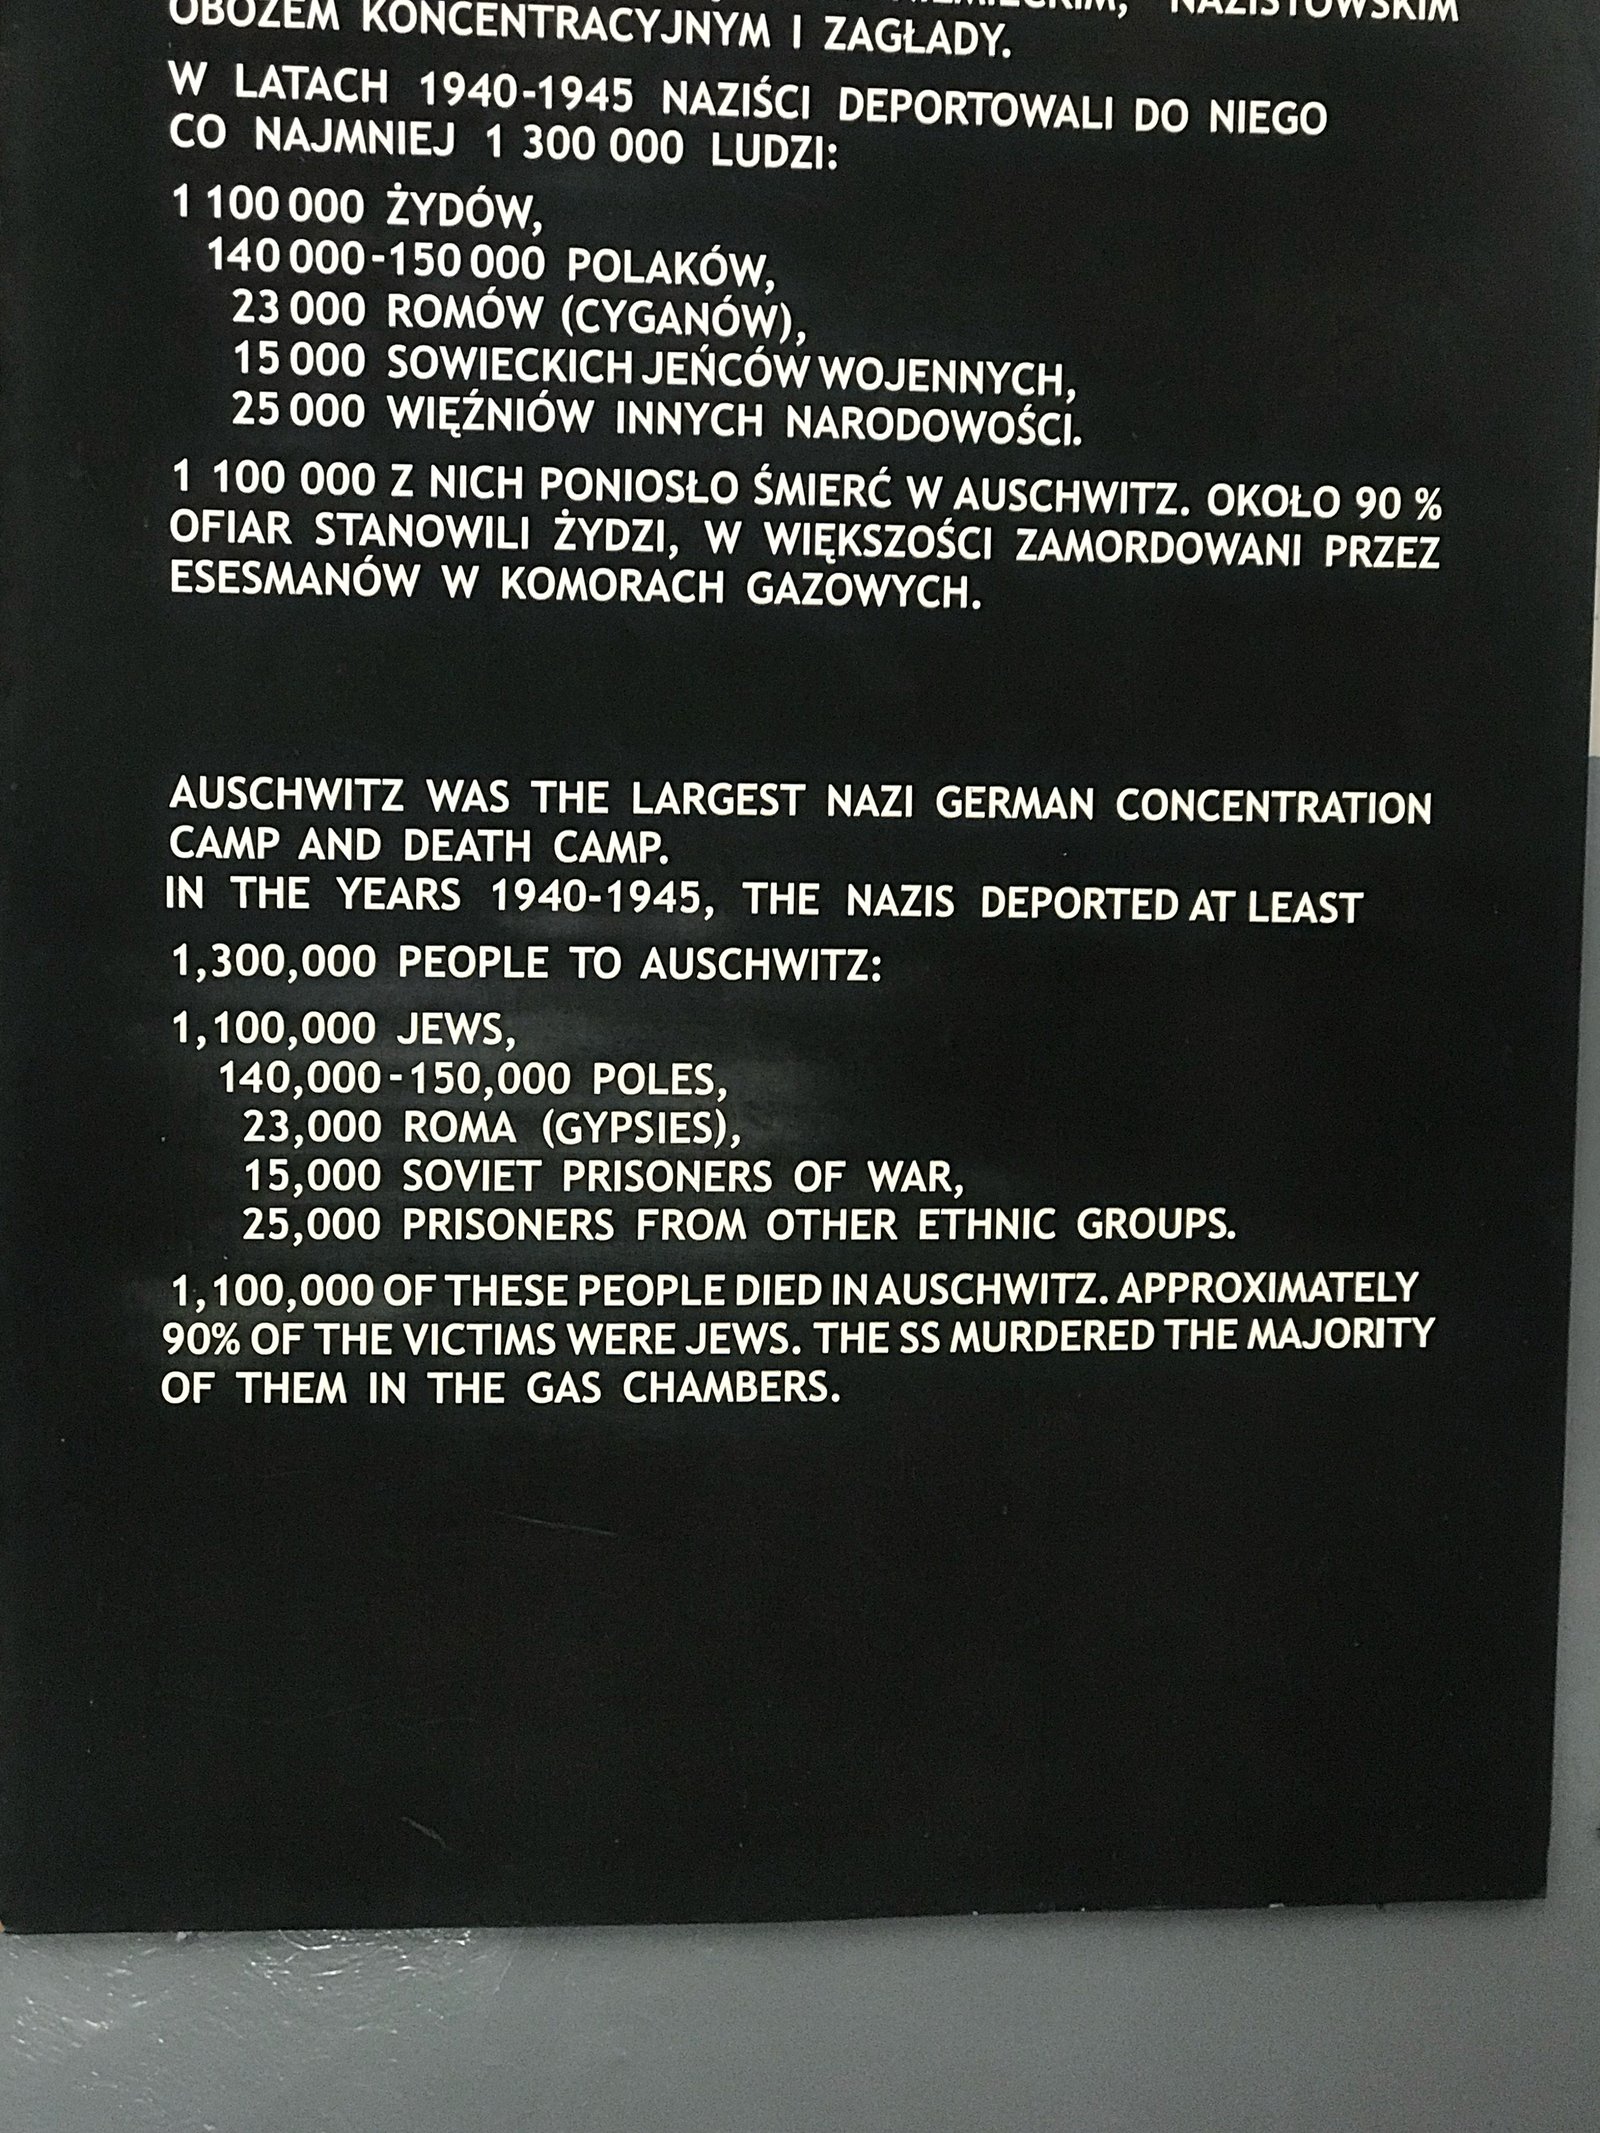 NAZISTOWSKIM
OBOZEM KONCENTRACYJNYM I ZAGŁADY.
W LATACH 1940-1945 NAZIŚCI DEPORTOWALI DO NIEGO
CO NAJMNIEJ 1 300 000 LUDZI:
1 100 000 ŻYDÓW,
140 000-150 000 POLAKÓW,
23 000 ROMÓW (CYGANÓW),
15 000 SOWIECKICH JEŃCÓW WOJENNYCH,
25 000 WIĘŹNIÓW INNYCH NARODOWOŚCI.
1 100 000 Z NICH PONIOSŁO ŚMIERĆ W AUSCHWITZ. OKOŁO 90 %
OFIAR STANOWILI ŻYDZI, W WIĘKSZOŚCI ZAMORDOWANI PRZEZ
ESESMANÓW W KOMORACH GAZOWYCH.
AUSCHWITZ WAS THE LARGEST NAZI GERMAN CONCENTRATION
CAMP AND DEATH CAMP.
IN THE YEARS 1940-1945, THE NAZIS DEPORTED AT LEAST
1,300,000 PEOPLE TO AUSCHWITZ:
1,100,000 JEWS,
140,000-150,000 POLES,
23,000 ROMA (GYPSIES),
15,000 SOVIET PRISONERS OF WAR,
25,000 PRISONERS FROM OTHER ETHNIC GROUPS.
1,100,000 OF THESE PEOPLE DIED IN AUSCHWITZ. APPROXIMATELY
90% OF THE VICTIMS WERE JEWS. THE SS MURDERED THE MAJORITY
OF THEM IN THE GAS CHAMBERS.